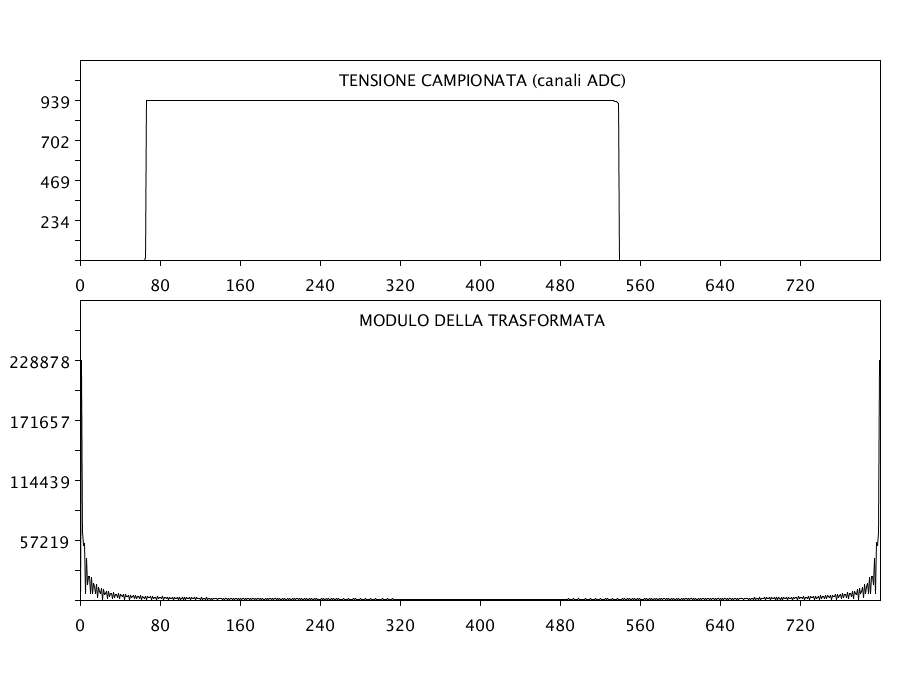 TENSIONE CAMPIONATA (canali ADC)
939
702
469
234
0 80 160 240 320 400 480 560 640 720
MODULO DELLA TRASFORMATA
228878
171657
114439
57219
0 80 160 240 320 400 480 560 640 720